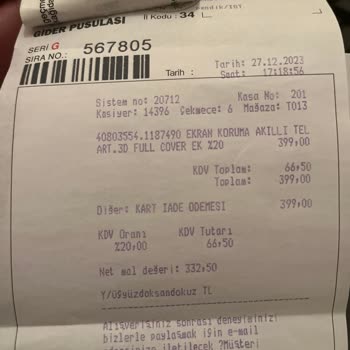 GİDER PUSULASI
İl Kodu : 34
SERİ G
SIRA NO.: 567805
Tarih :
Tarih: 27.12.2023
Saat: 17:18:56
Sistem no: 20712 Kasa No: 201
Kasiyer: 14396 Çekmece: 6 Mağaza: T013
40803554.1187490 EKRAN KORUMA AKILLI TEL
ART.3D FULL COVER EK %20 399,00
KDV Toplam: 66,50
Toplam: 399,00
Diğer: KART IADE ODEMESI 399,00
KDV Oranı KDV Tutarı
%20,00 66,50
Net mal değeri: 332,50
Y/üçyüzdoksandokuz TL
Alışverişiniz sonrası deneyiminizi
bizlerle paylaşmak için e-mail
iletilecek ?Müşteri